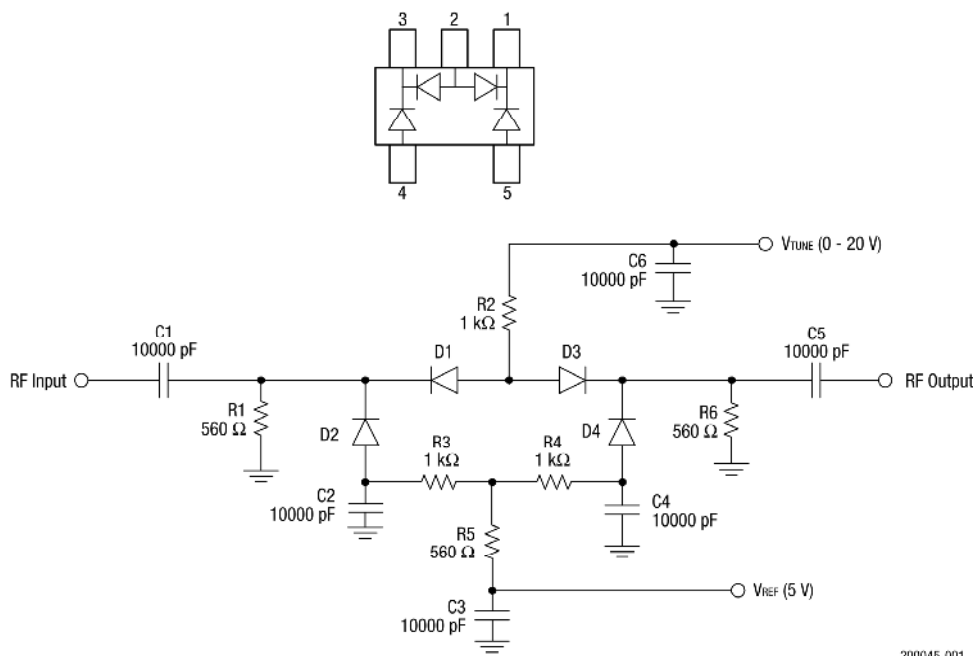 3 2 1
4 5
VTUNE (0 - 20 V)
C6
10000 pF
R2
1 kΩ
C1
10000 pF
D1
D3
C5
10000 pF
RF Input
RF Output
R1
560 Ω
D2
R3
1 kΩ
R4
1 kΩ
D4
R6
560 Ω
C2
10000 pF
C4
10000 pF
R5
560 Ω
VREF (5 V)
C3
10000 pF
200045-001